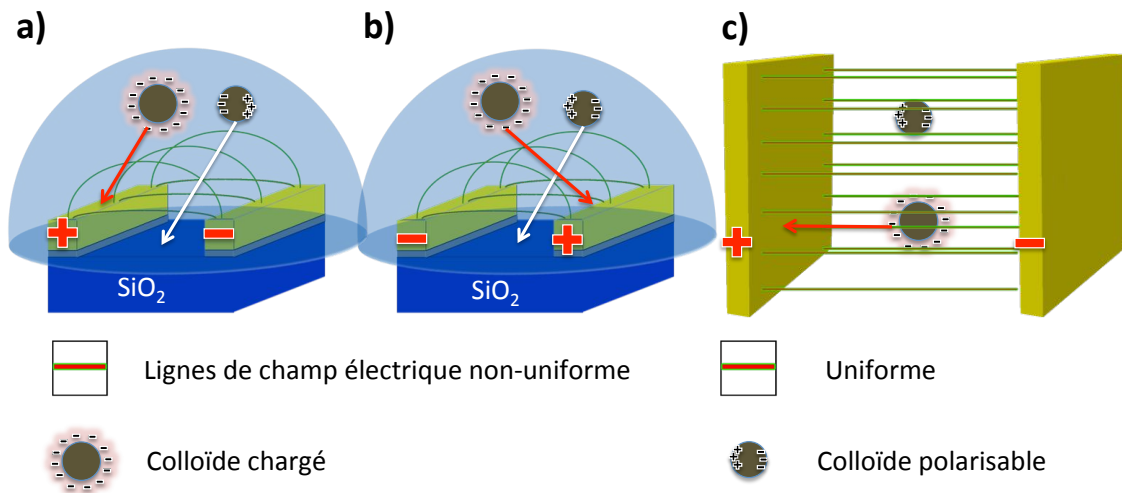 a)
b)
c)
+
−
SiO₂
−
+
SiO₂
+
−
Lignes de champ électrique non-uniforme
Uniforme
Colloïde chargé
Colloïde polarisable